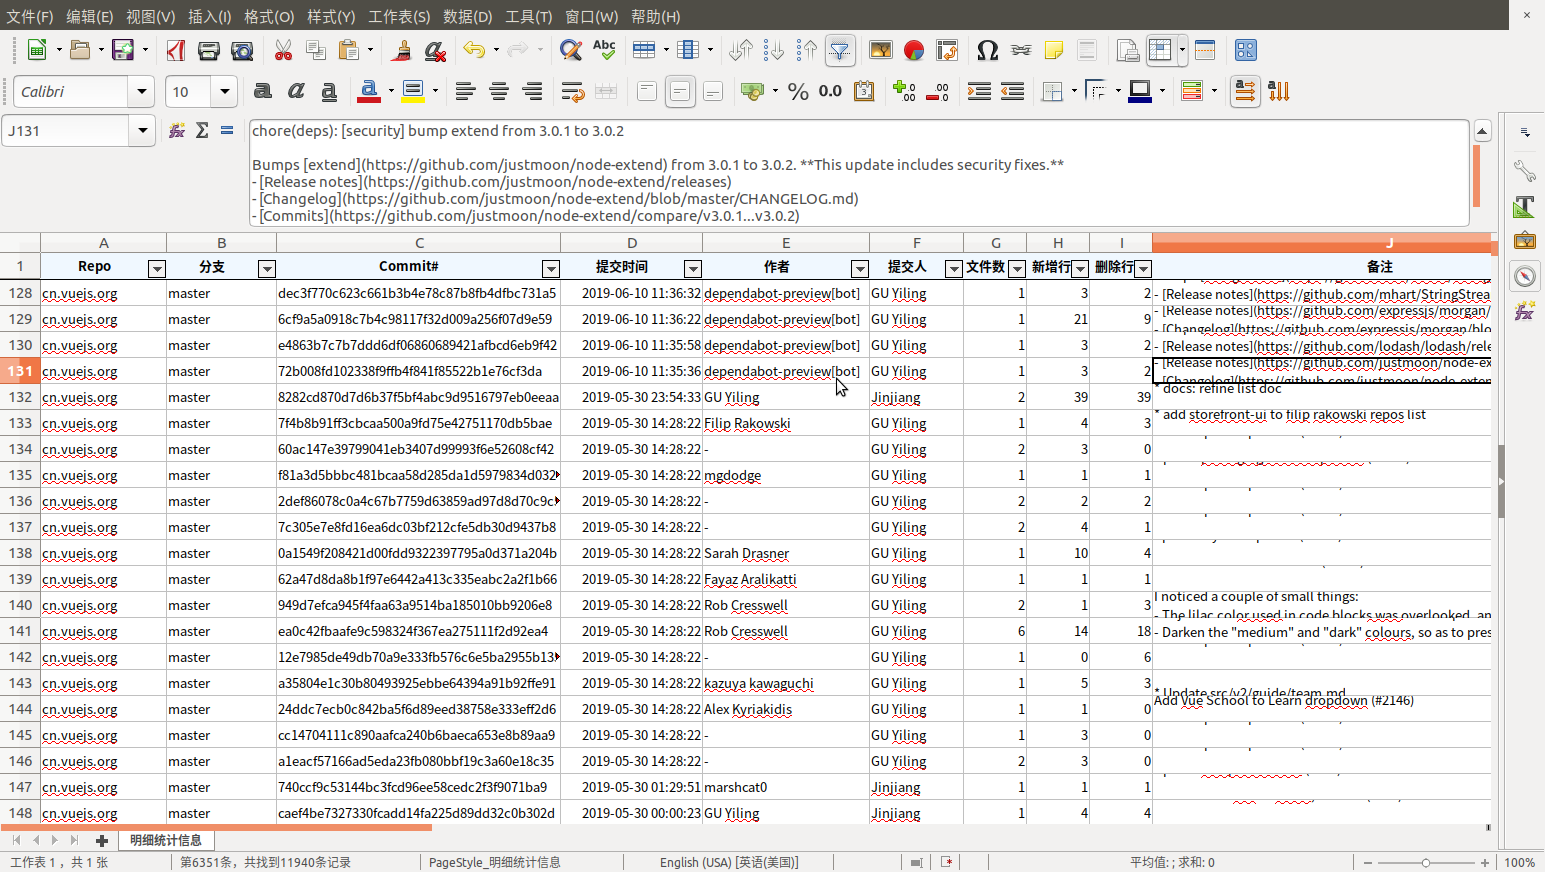 文件(F) 编辑(E) 视图(V) 插入(I) 格式(O) 样式(Y) 工作表(S) 数据(D) 工具(T) 窗口(W) 帮助(H)
Calibri 10
J131
chore(deps): [security] bump extend from 3.0.1 to 3.0.2
Bumps [extend](https://github.com/justmoon/node-extend) from 3.0.1 to 3.0.2. **This update includes security fixes.**
- [Release notes](https://github.com/justmoon/node-extend/releases)
- [Changelog](https://github.com/justmoon/node-extend/blob/master/CHANGELOG.md)
- [Commits](https://github.com/justmoon/node-extend/compare/v3.0.1...v3.0.2)
A B C D E F G H I J
1 Repo 分支 Commit# 提交时间 作者 提交人 文件数 新增行 删除行 备注
128 cn.vuejs.org master dec3f770c623c661b3b4e78c87b8fb4dfbc731a5 2019-06-10 11:36:32 dependabot-preview[bot] GU Yiling 1 3 2 - [Release notes](https://github.com/mhart/StringStrea
129 cn.vuejs.org master 6cf9a5a0918c7b4c98117f32d009a256f07d9e59 2019-06-10 11:36:22 dependabot-preview[bot] GU Yiling 1 21 9 - [Release notes](https://github.com/expressjs/morgan/
- [Changelog](https://github.com/expressjs/morgan/blo
130 cn.vuejs.org master e4863b7c7b7ddd6df06860689421afbcd6eb9f42 2019-06-10 11:35:58 dependabot-preview[bot] GU Yiling 1 3 2 - [Release notes](https://github.com/lodash/lodash/rele
131 cn.vuejs.org master 72b008fd102338f9ffb4f841f85522b1e76cf3da 2019-06-10 11:35:36 dependabot-preview[bot] GU Yiling 1 3 2 - [Release notes](https://github.com/justmoon/node-ex
- [Changelog](https://github.com/justmoon/node-exten
132 cn.vuejs.org master 8282cd870d7d6b37f5bf4abc9d9516797eb0eeaa 2019-05-30 23:54:33 GU Yiling Jinjiang 2 39 39 * docs: refine list doc
133 cn.vuejs.org master 7f4b8b91ff3cbcaa500a9fd75e42751170db5bae 2019-05-30 14:28:22 Filip Rakowski GU Yiling 1 4 3 * add storefront-ui to filip rakowski repos list
134 cn.vuejs.org master 60ac147e39799041eb3407d99993f6e52608cf42 2019-05-30 14:28:22 - GU Yiling 2 3 0
135 cn.vuejs.org master f81a3d5bbbc481bcaa58d285da1d5979834d032 2019-05-30 14:28:22 mgdodge GU Yiling 1 1 1
136 cn.vuejs.org master 2def86078c0a4c67b7759d63859ad97d8d70c9c 2019-05-30 14:28:22 - GU Yiling 2 2 2
137 cn.vuejs.org master 7c305e7e8fd16ea6dc03bf212cfe5db30d9437b8 2019-05-30 14:28:22 - GU Yiling 2 4 1
138 cn.vuejs.org master 0a1549f208421d00fdd9322397795a0d371a204b 2019-05-30 14:28:22 Sarah Drasner GU Yiling 1 10 4
139 cn.vuejs.org master 62a47d8da8b1f97e6442a413c335eabc2a2f1b66 2019-05-30 14:28:22 Fayaz Aralikatti GU Yiling 1 1 1
140 cn.vuejs.org master 949d7efca945f4faa63a9514ba185010bb9206e8 2019-05-30 14:28:22 Rob Cresswell GU Yiling 2 1 3 I noticed a couple of small things:
- The lilac color used in code blocks was overlooked, an
141 cn.vuejs.org master ea0c42fbaafe9c598324f367ea275111f2d92ea4 2019-05-30 14:28:22 Rob Cresswell GU Yiling 6 14 18 - Darken the "medium" and "dark" colours, so as to pres
142 cn.vuejs.org master 12e7985de49db70a9e333fb576c6e5ba2955b13 2019-05-30 14:28:22 - GU Yiling 1 0 6
143 cn.vuejs.org master a35804e1c30b80493925ebbe64394a91b92ffe91 2019-05-30 14:28:22 kazuya kawaguchi GU Yiling 1 5 3 * Update src/v2/guide/team.md
144 cn.vuejs.org master 24ddc7ecb0c842ba5f6d89eed38758e333eff2d6 2019-05-30 14:28:22 Alex Kyriakidis GU Yiling 1 1 0 Add Vue School to Learn dropdown (#2146)
145 cn.vuejs.org master cc14704111c890aafca240b6baeca653e8b89aa9 2019-05-30 14:28:22 - GU Yiling 1 3 0
146 cn.vuejs.org master a1eacf57166ad5eda23fb080bbf19c3a60e18c35 2019-05-30 14:28:22 - GU Yiling 2 3 0
147 cn.vuejs.org master 740ccf9c53144bc3fcd96ee58cedc2f3f9071ba9 2019-05-30 01:29:51 marshcat0 Jinjiang 1 1 1
148 cn.vuejs.org master caef4be7327330fcadd14fa225d89dd32c0b302d 2019-05-30 00:00:23 GU Yiling Jinjiang 1 4 4
明细统计信息
工作表 1 ，共 1 张 第6351条，共找到11940条记录 PageStyle_明细统计信息 English (USA) [英语(美国)] 平均值: ; 求和: 0 100%